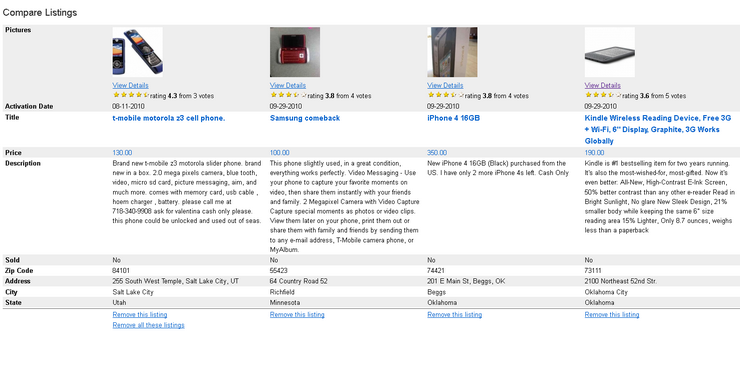 Compare Listings
Pictures
View Details View Details View Details View Details
rating 4.3 from 3 votes rating 3.8 from 4 votes rating 3.8 from 4 votes rating 3.6 from 5 votes
Activation Date 08-11-2010 09-29-2010 09-29-2010 09-29-2010
Title t-mobile motorola z3 cell phone. Samsung comeback iPhone 4 16GB Kindle Wireless Reading Device, Free 3G
+ Wi-Fi, 6" Display, Graphite, 3G Works
Globally
Price 130.00 100.00 350.00 190.00
Description
Brand new t-mobile z3 motorola slider phone. brand
new in a box. 2.0 mega pixels camera, blue tooth,
video, micro sd card, picture messaging, aim, and
much more. comes with memory card, usb cable ,
hoem charger , battery. please call me at
718-340-9908 ask for valentina cash only please.
this phone could be unlocked and used out of seas.
This phone slightly used, in a great condition,
everything works perfectly. Video Messaging - Use
your phone to capture your favorite moments on
video, then share them instantly with your friends
and family. 2 Megapixel Camera with Video Capture
Capture special moments as photos or video clips.
View them later on your phone, print them out or
share them with family and friends by sending them
to any e-mail address, T-Mobile camera phone, or
MyAlbum.
New iPhone 4 16GB (Black) purchased from the
US. I have only 2 more iPhone 4s left. Cash Only
Kindle is #1 bestselling item for two years running.
It's also the most-wished-for, most-gifted. Now it's
even better. All-New, High-Contrast E-Ink Screen,
50% better contrast than any other e-reader Read in
Bright Sunlight, No glare New Sleek Design, 21%
smaller body while keeping the same 6" size
reading area 15% Lighter, Only 8.7 ounces, weighs
less than a paperback
Sold No No No No
Zip Code 84101 55423 74421 73111
Address 255 South West Temple, Salt Lake City, UT 64 Country Road 52 201 E Main St, Beggs, OK 2100 Northeast 52nd Str.
City Salt Lake City Richfield Beggs Oklahoma City
State Utah Minnesota Oklahoma Oklahoma
Remove this listing Remove this listing Remove this listing Remove this listing
Remove all these listings